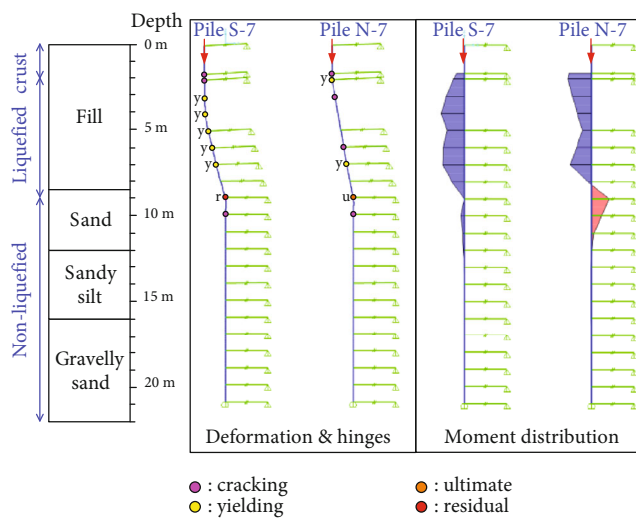 Depth
Pile S-7
Pile N-7
Pile S-7
Pile N-7
0 m
5 m
10 m
15 m
20 m
crust
Liquefied
Non-liquefied
Fill
Sand
Sandy
silt
Gravelly
sand
y
y
y
y
y
r
y
y
u
Deformation & hinges
Moment distribution
: cracking
: yielding
: ultimate
: residual